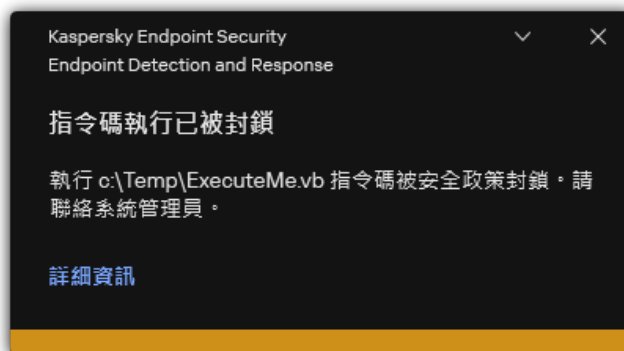 Kaspersky Endpoint Security
Endpoint Detection and Response
指令碼執行已被封鎖
執行 c:\Temp\ExecuteMe.vb 指令碼被安全政策封鎖。請
聯絡系統管理員。
詳細資訊